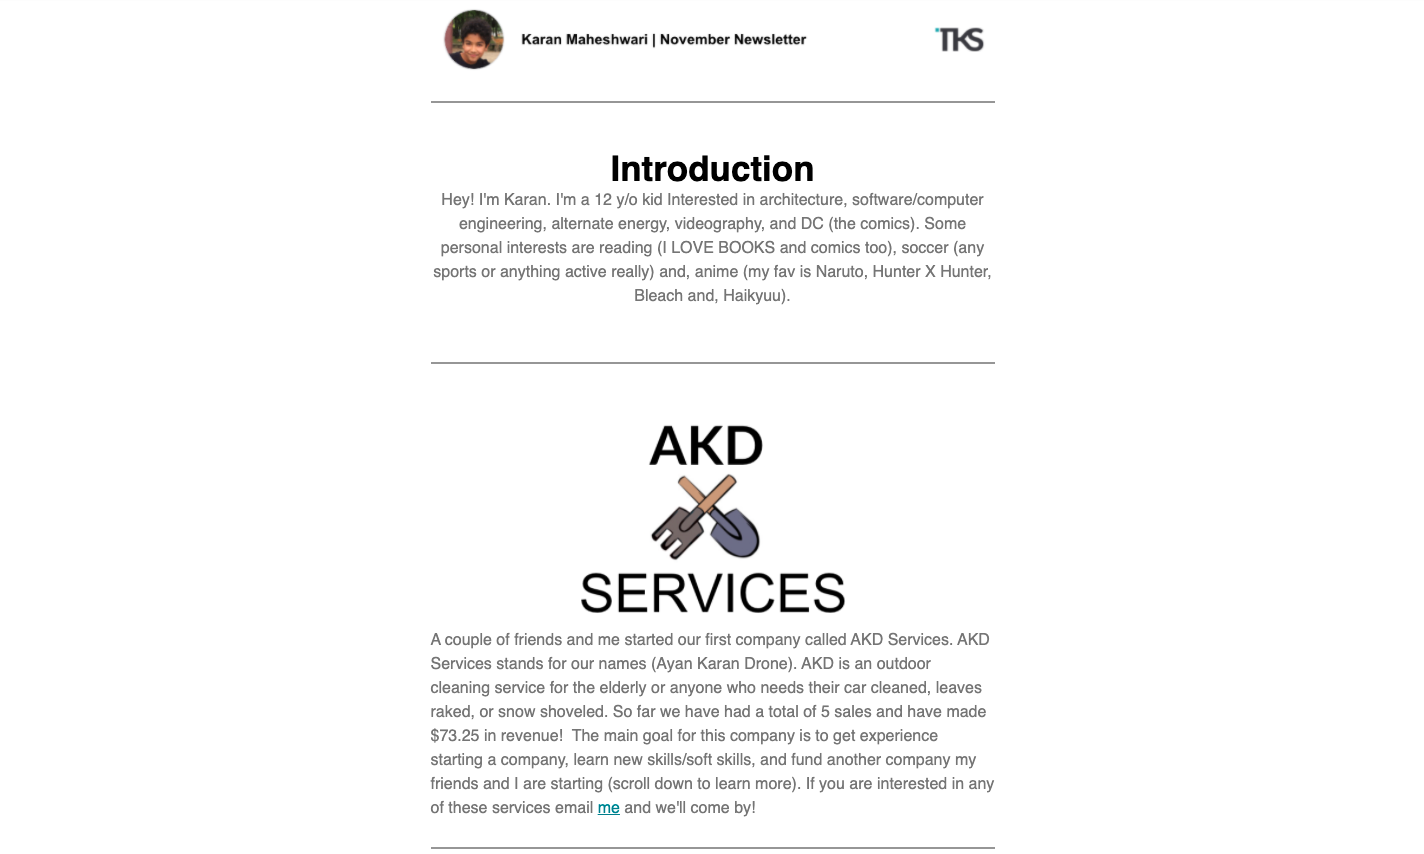 Karan Maheshwari | November Newsletter
TKS
Introduction
Hey! I'm Karan. I'm a 12 y/o kid Interested in architecture, software/computer
engineering, alternate energy, videography, and DC (the comics). Some
personal interests are reading (I LOVE BOOKS and comics too), soccer (any
sports or anything active really) and, anime (my fav is Naruto, Hunter X Hunter,
Bleach and, Haikyuu).
AKD
SERVICES
A couple of friends and me started our first company called AKD Services. AKD
Services stands for our names (Ayan Karan Drone). AKD is an outdoor
cleaning service for the elderly or anyone who needs their car cleaned, leaves
raked, or snow shoveled. So far we have had a total of 5 sales and have made
$73.25 in revenue!  The main goal for this company is to get experience
starting a company, learn new skills/soft skills, and fund another company my
friends and I are starting (scroll down to learn more). If you are interested in any
of these services email me and we'll come by!